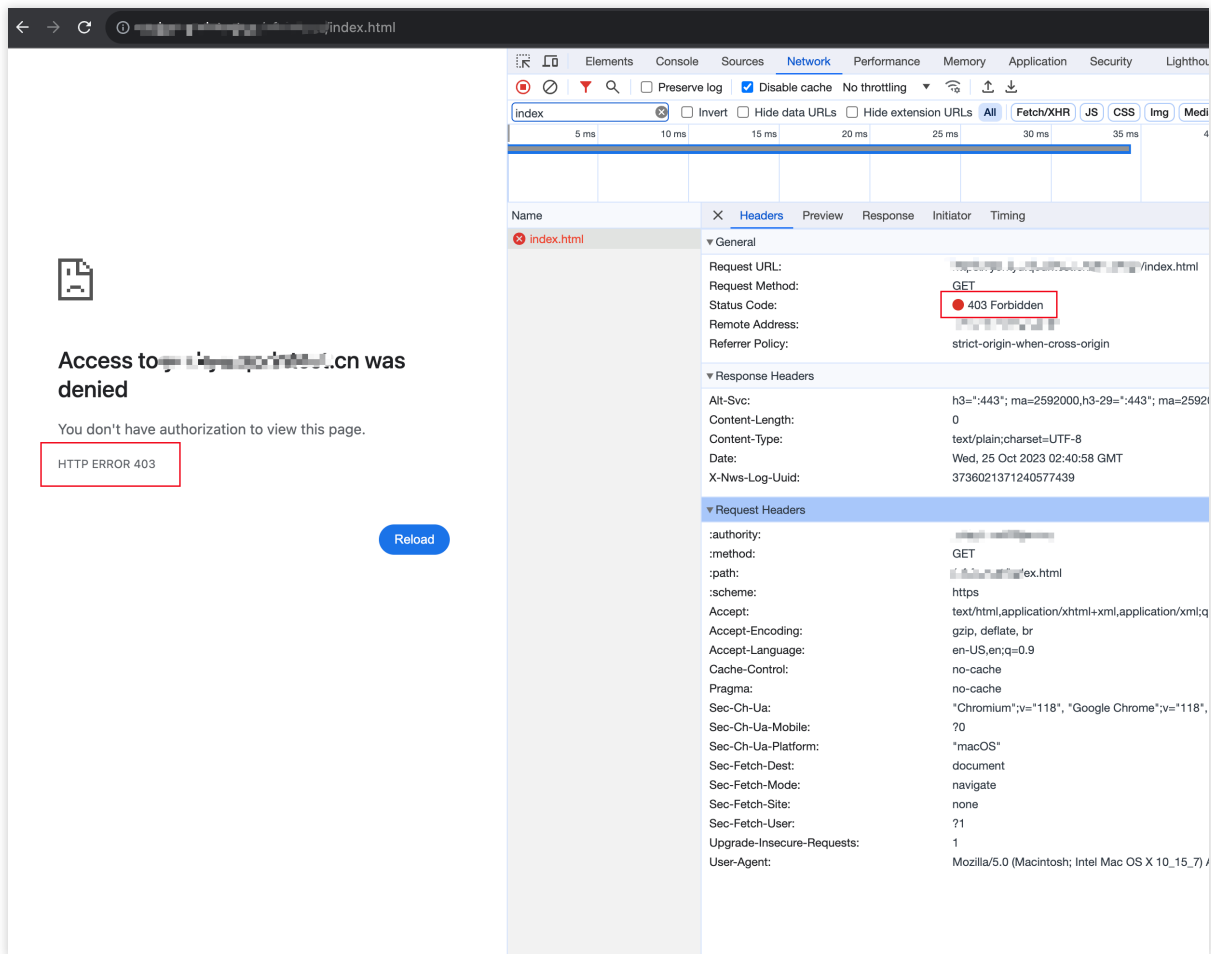 /index.html
Elements Console Sources Network Performance Memory Application Security Lighthou
Preserve log Disable cache No throttling
index Invert Hide data URLs Hide extension URLs All Fetch/XHR JS CSS Img Medi
5 ms 10 ms 15 ms 20 ms 25 ms 30 ms 35 ms 4
Name
index.html
Headers Preview Response Initiator Timing
General
Request URL: /index.html
Request Method: GET
Status Code: 403 Forbidden
Remote Address:
Referrer Policy: strict-origin-when-cross-origin
Response Headers
Alt-Svc: h3=":443"; ma=2592000,h3-29=":443"; ma=2592
Content-Length: 0
Content-Type: text/plain;charset=UTF-8
Date: Wed, 25 Oct 2023 02:40:58 GMT
X-Nws-Log-Uuid: 3736021371240577439
Request Headers
:authority:
:method: GET
:path: ex.html
:scheme: https
Accept: text/html,application/xhtml+xml,application/xml;q
Accept-Encoding: gzip, deflate, br
Accept-Language: en-US,en;q=0.9
Cache-Control: no-cache
Pragma: no-cache
Sec-Ch-Ua: "Chromium";v="118", "Google Chrome";v="118",
Sec-Ch-Ua-Mobile: ?0
Sec-Ch-Ua-Platform: "macOS"
Sec-Fetch-Dest: document
Sec-Fetch-Mode: navigate
Sec-Fetch-Site: none
Sec-Fetch-User: ?1
Upgrade-Insecure-Requests: 1
User-Agent: Mozilla/5.0 (Macintosh; Intel Mac OS X 10_15_7)
Access to .cn was
denied
You don't have authorization to view this page.
HTTP ERROR 403
Reload